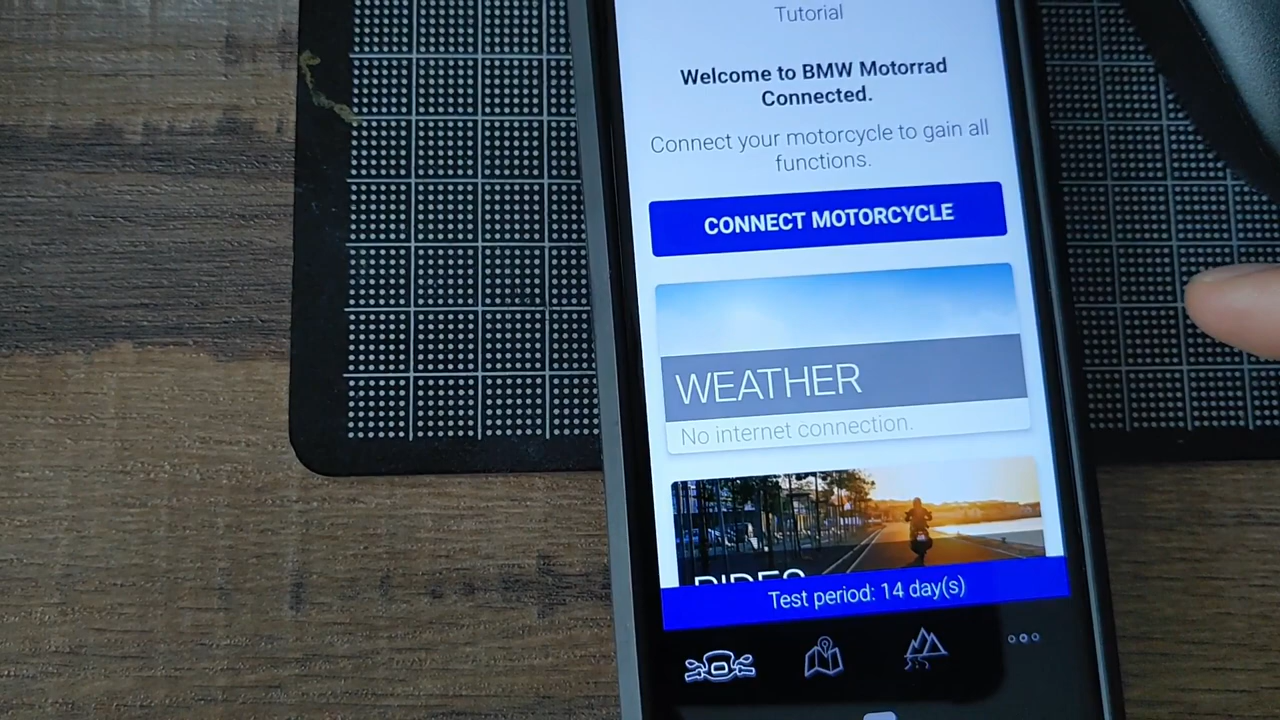 Tutorial
Welcome to BMW Motorrad
Connected.
Connect your motorcycle to gain all
functions.
CONNECT MOTORCYCLE
WEATHER
No internet connection.
RIDES
Test period: 14 day(s)